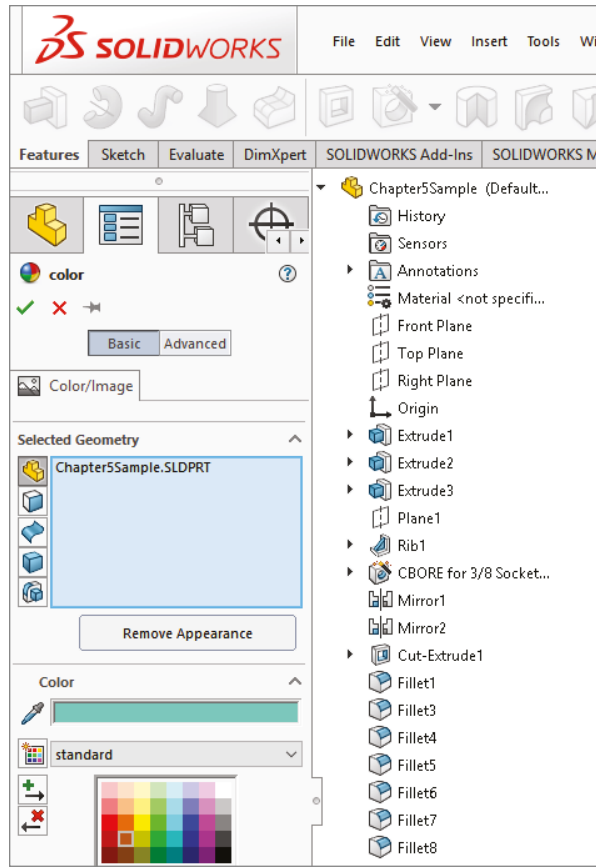 SOLIDWORKS
File Edit View Insert Tools
Features Sketch Evaluate DimXpert SOLIDWORKS Add-Ins SOLIDWORKS M
color
Basic Advanced
Color/Image
Selected Geometry
Chapter5Sample.SLDPRT
Remove Appearance
Color
standard
Chapter5Sample (Default...
History
Sensors
Annotations
Material <not specifi...
Front Plane
Top Plane
Right Plane
Origin
Extrude1
Extrude2
Extrude3
Plane1
Rib1
CBORE for 3/8 Socket...
Mirror1
Mirror2
Cut-Extrude1
Fillet1
Fillet3
Fillet4
Fillet5
Fillet6
Fillet7
Fillet8